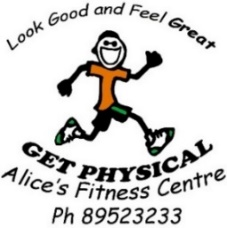 Look Good and Feel Great
GET PHYSICAL
Alice's Fitness Centre
Ph 89523233